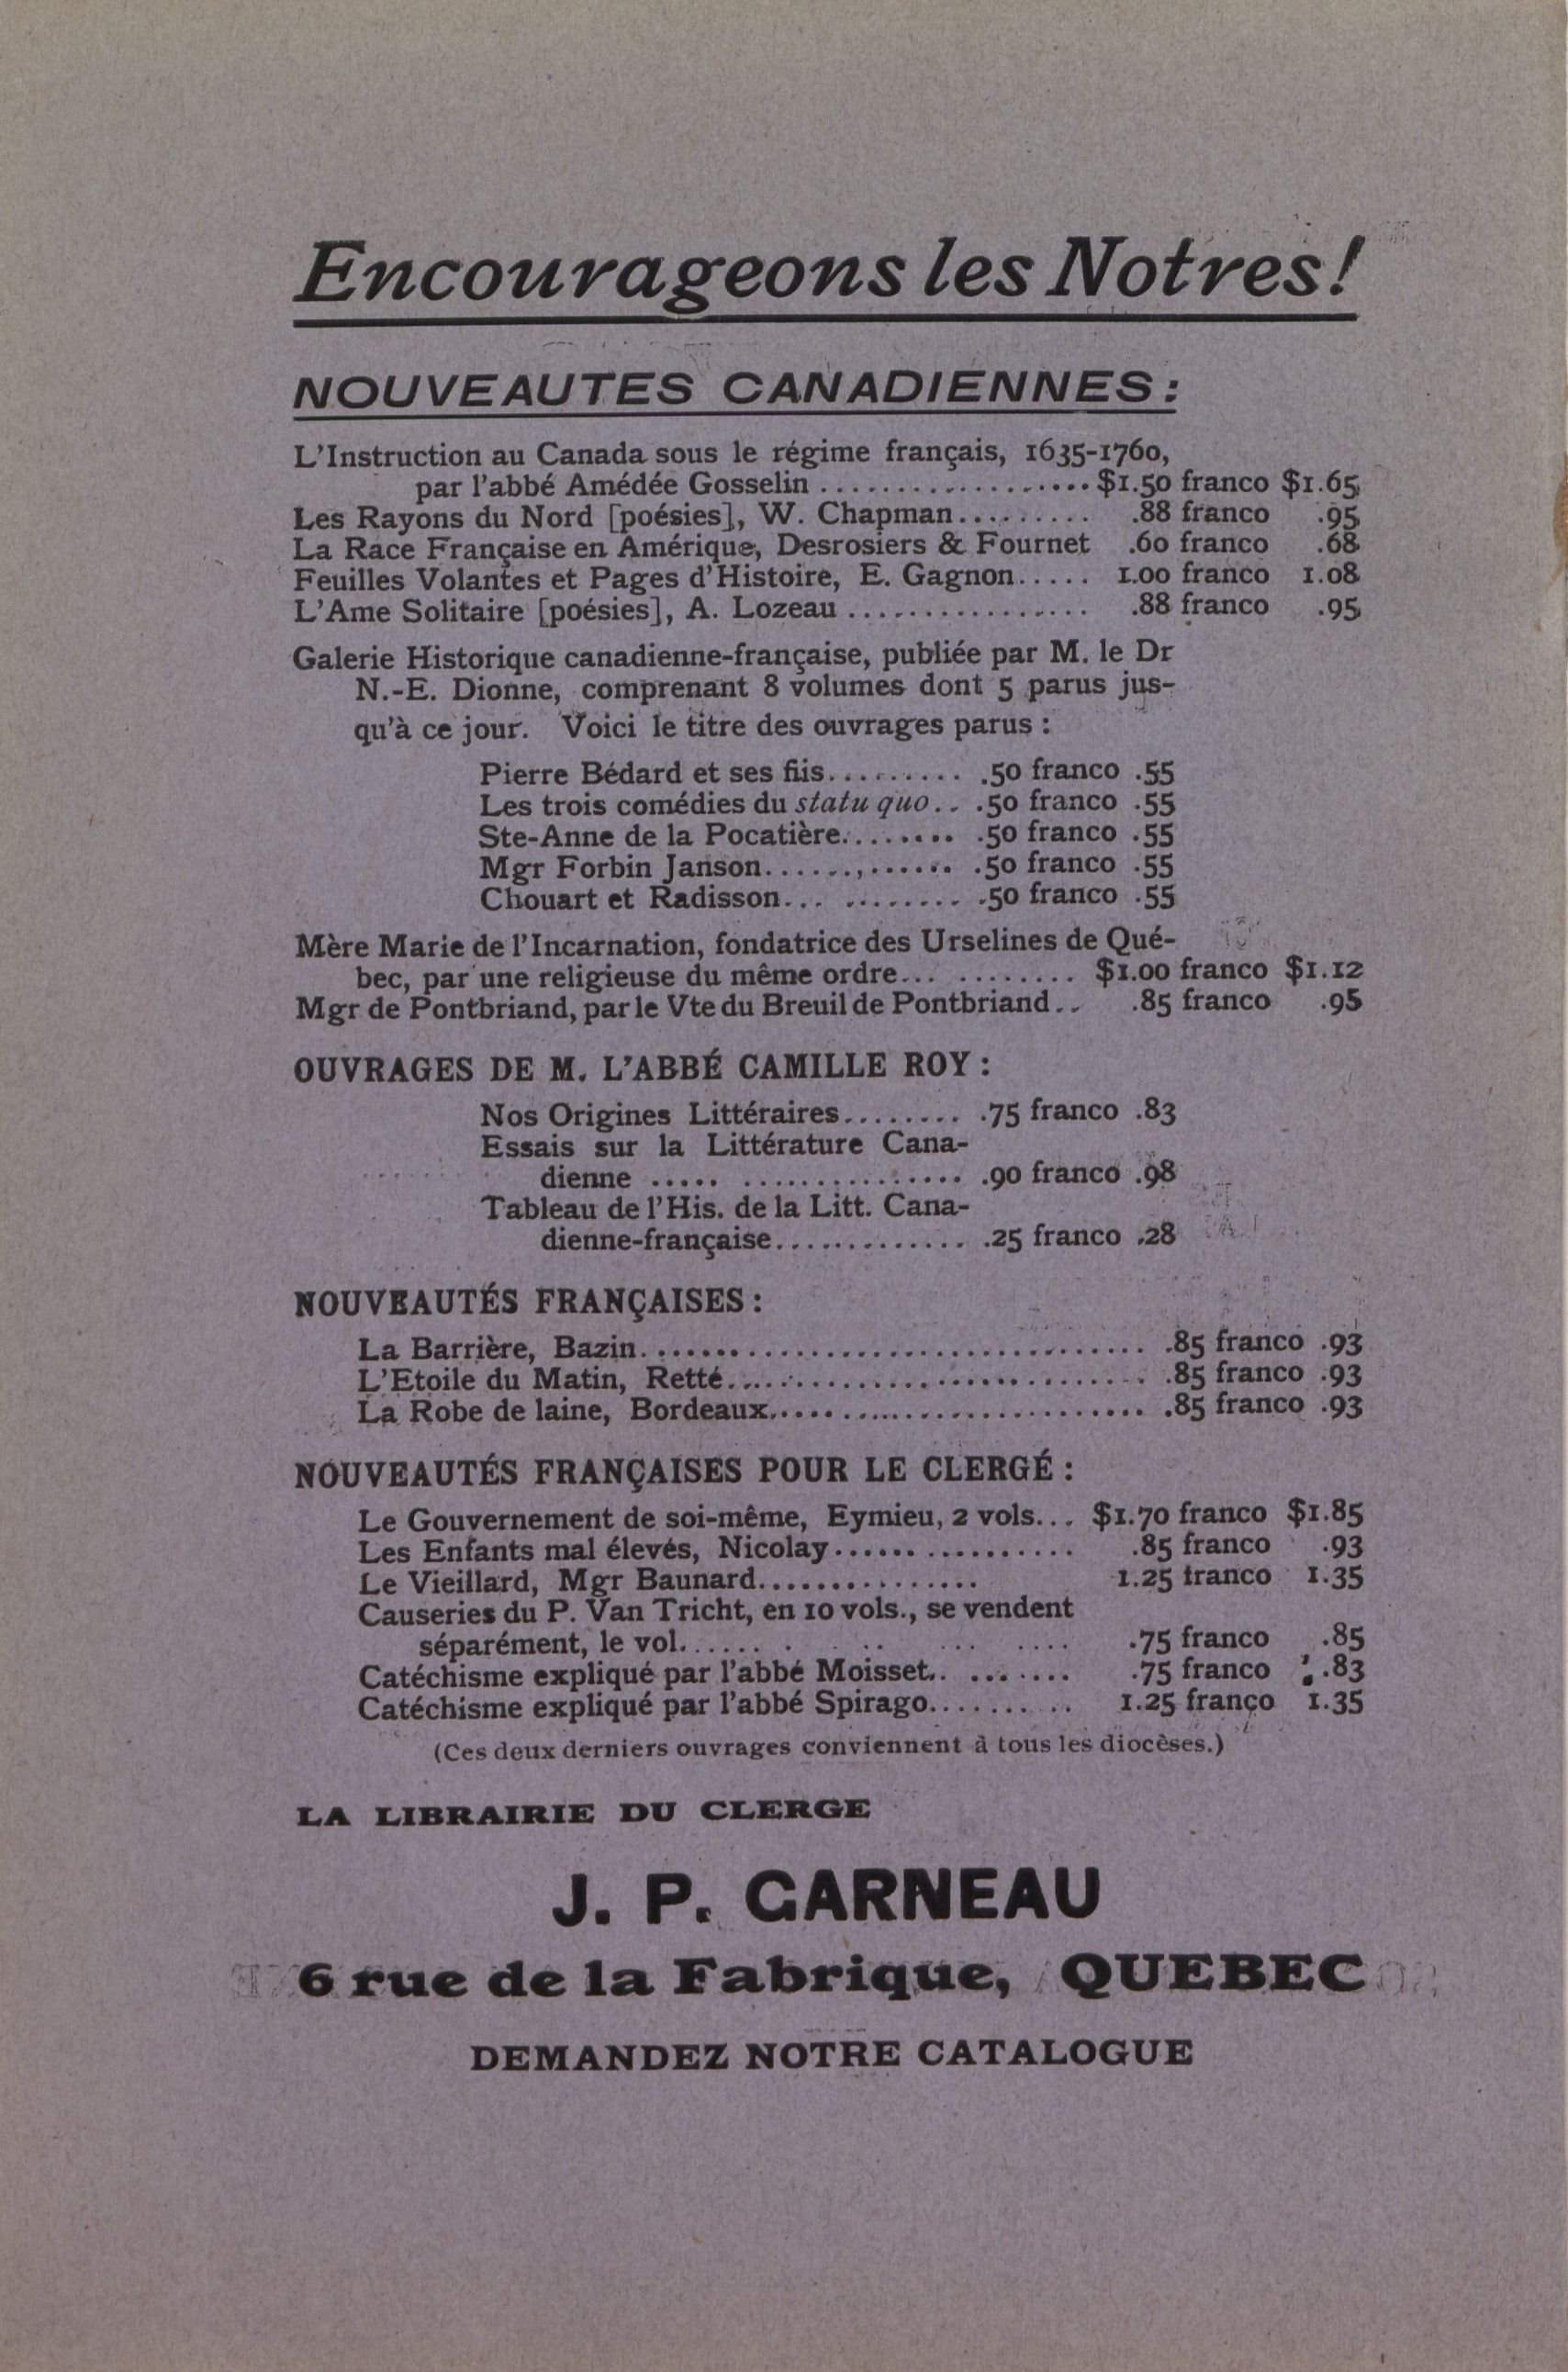 Encourageons les Notres!
NOUVEAUTES CANADIENNES:
L'Instruction au Canada sous le régime français, 1635-1760,
par l'abbé Amédée Gosselin .................... $1.50 franco $1.65
Les Rayons du Nord [poésies], W. Chapman......... .88 franco .95
La Race Française en Amérique, Desrosiers & Fournet .60 franco .68
Feuilles Volantes et Pages d'Histoire, E. Gagnon..... 1.00 franco 1.08
L'Ame Solitaire [poésies], A. Lozeau ................ .88 franco .95
Galerie Historique canadienne-française, publiée par M. le Dr
N.-E. Dionne, comprenant 8 volumes dont 5 parus jus-
qu'à ce jour. Voici le titre des ouvrages parus :
Pierre Bédard et ses fiis.......... .50 franco .55
Les trois comédies du statu quo.. .50 franco .55
Ste-Anne de la Pocatière........ .50 franco .55
Mgr Forbin Janson......,...... .50 franco .55
Chouart et Radisson... ........ .50 franco .55
Mère Marie de l'Incarnation, fondatrice des Urselines de Qué-
bec, par une religieuse du même ordre... ........ $1.00 franco $1.12
Mgr de Pontbriand, par le Vte du Breuil de Pontbriand.. .85 franco .95
OUVRAGES DE M. L'ABBÉ CAMILLE ROY :
Nos Origines Littéraires........ .75 franco .83
Essais sur la Littérature Cana-
dienne ..... ............... .90 franco .98
Tableau de l'His. de la Litt. Cana-
dienne-française............. .25 franco .28
NOUVEAUTÉS FRANÇAISES :
La Barrière, Bazin.................................. .85 franco .93
L'Etoile du Matin, Retté............................. .85 franco .93
La Robe de laine, Bordeaux.......................... .85 franco .93
NOUVEAUTÉS FRANÇAISES POUR LE CLERGÉ :
Le Gouvernement de soi-même, Eymieu, 2 vols... $1.70 franco $1.85
Les Enfants mal élevés, Nicolay...... .......... .85 franco .93
Le Vieillard, Mgr Baunard............... 1.25 franco 1.35
Causeries du P. Van Tricht, en 10 vols., se vendent
séparément, le vol...... . .. ... .... .75 franco .85
Catéchisme expliqué par l'abbé Moisset.. ....... .75 franco .83
Catéchisme expliqué par l'abbé Spirago.......... 1.25 franco 1.35
(Ces deux derniers ouvrages conviennent à tous les diocèses.)
LA LIBRAIRIE DU CLERGE
J. P. GARNEAU
6 rue de la Fabrique, QUEBEC
DEMANDEZ NOTRE CATALOGUE